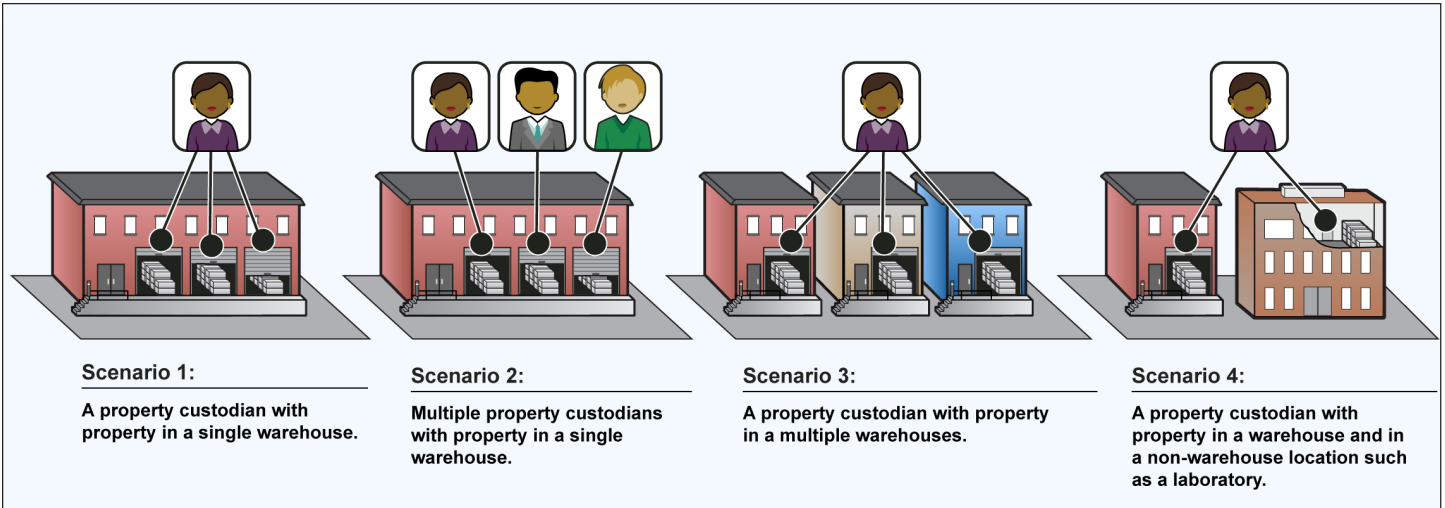 Scenario 1:
A property custodian with
property in a single warehouse.
Scenario 2:
Multiple property custodians
with property in a single
warehouse.
Scenario 3:
A property custodian with property
in a multiple warehouses.
Scenario 4:
A property custodian with
property in a warehouse and in
a non-warehouse location such
as a laboratory.